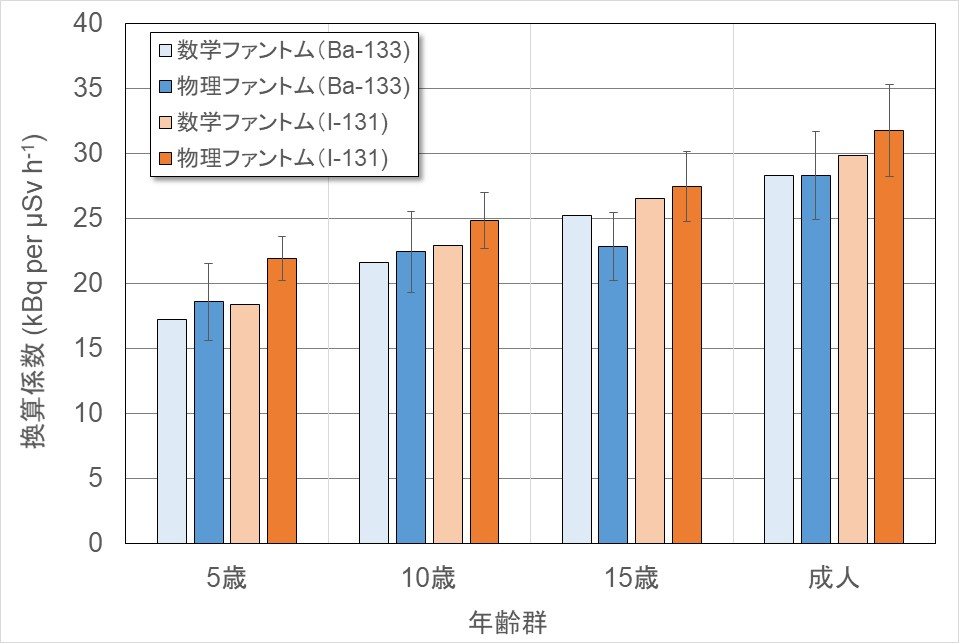 40
35
30
25
20
15
10
5
0
換算係数 (kBq per μSv h-1)
数学ファントム（Ba-133)
物理ファントム（Ba-133)
数学ファントム（I-131)
物理ファントム（I-131)
5歳
10歳
15歳
成人
年齢群